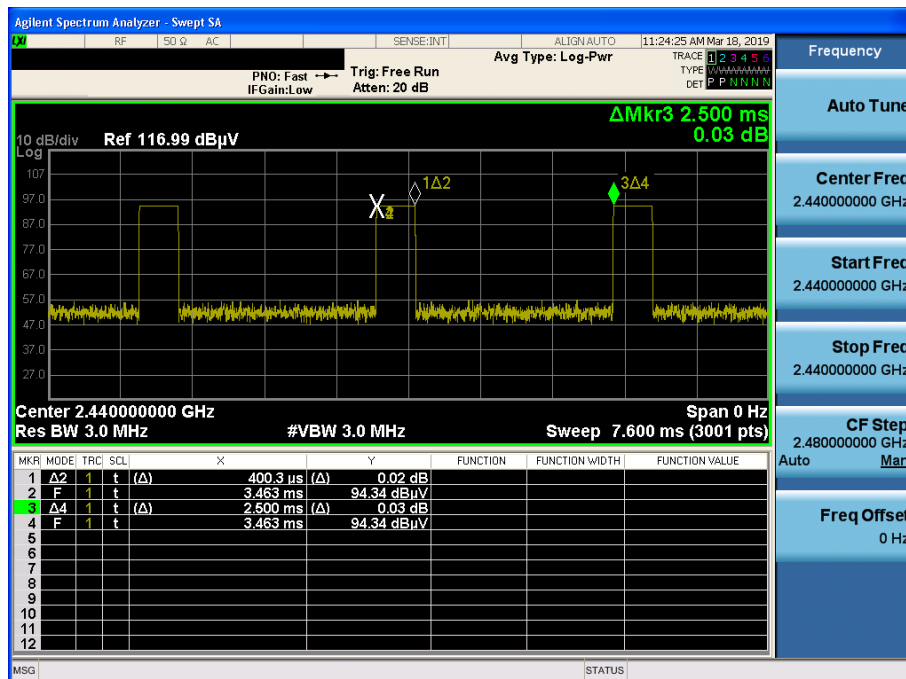 Agilent Spectrum Analyzer - Swept SA
LXI RF 50 Ω AC SENSE:INT ALIGN AUTO 11:24:25 AM Mar 18, 2019
Avg Type: Log-Pwr
TRACE 1 2 3 4 5 6
PNO: Fast Trig: Free Run
TYPE WWWWWW
IFGain:Low Atten: 20 dB
DET P P N N N N
ΔMkr3 2.500 ms
0.03 dB
10 dB/div Ref 116.99 dBµV
Log
107
97.0
87.0
77.0
67.0
57.0
47.0
37.0
27.0
1Δ2
3Δ4
Center 2.440000000 GHz Span 0 Hz
Res BW 3.0 MHz #VBW 3.0 MHz Sweep 7.600 ms (3001 pts)
MKR MODE TRC SCL X Y FUNCTION FUNCTION WIDTH FUNCTION VALUE
1 Δ2 1 t (Δ) 400.3 µs (Δ) 0.02 dB
2 F 1 t 3.463 ms 94.34 dBµV
3 Δ4 1 t (Δ) 2.500 ms (Δ) 0.03 dB
4 F 1 t 3.463 ms 94.34 dBµV
5
6
7
8
9
10
11
12
MSG STATUS
Frequency
Auto Tune
Center Freq
2.440000000 GHz
Start Freq
2.440000000 GHz
Stop Freq
2.440000000 GHz
CF Step
2.480000000 GHz
Auto Man
Freq Offset
0 Hz